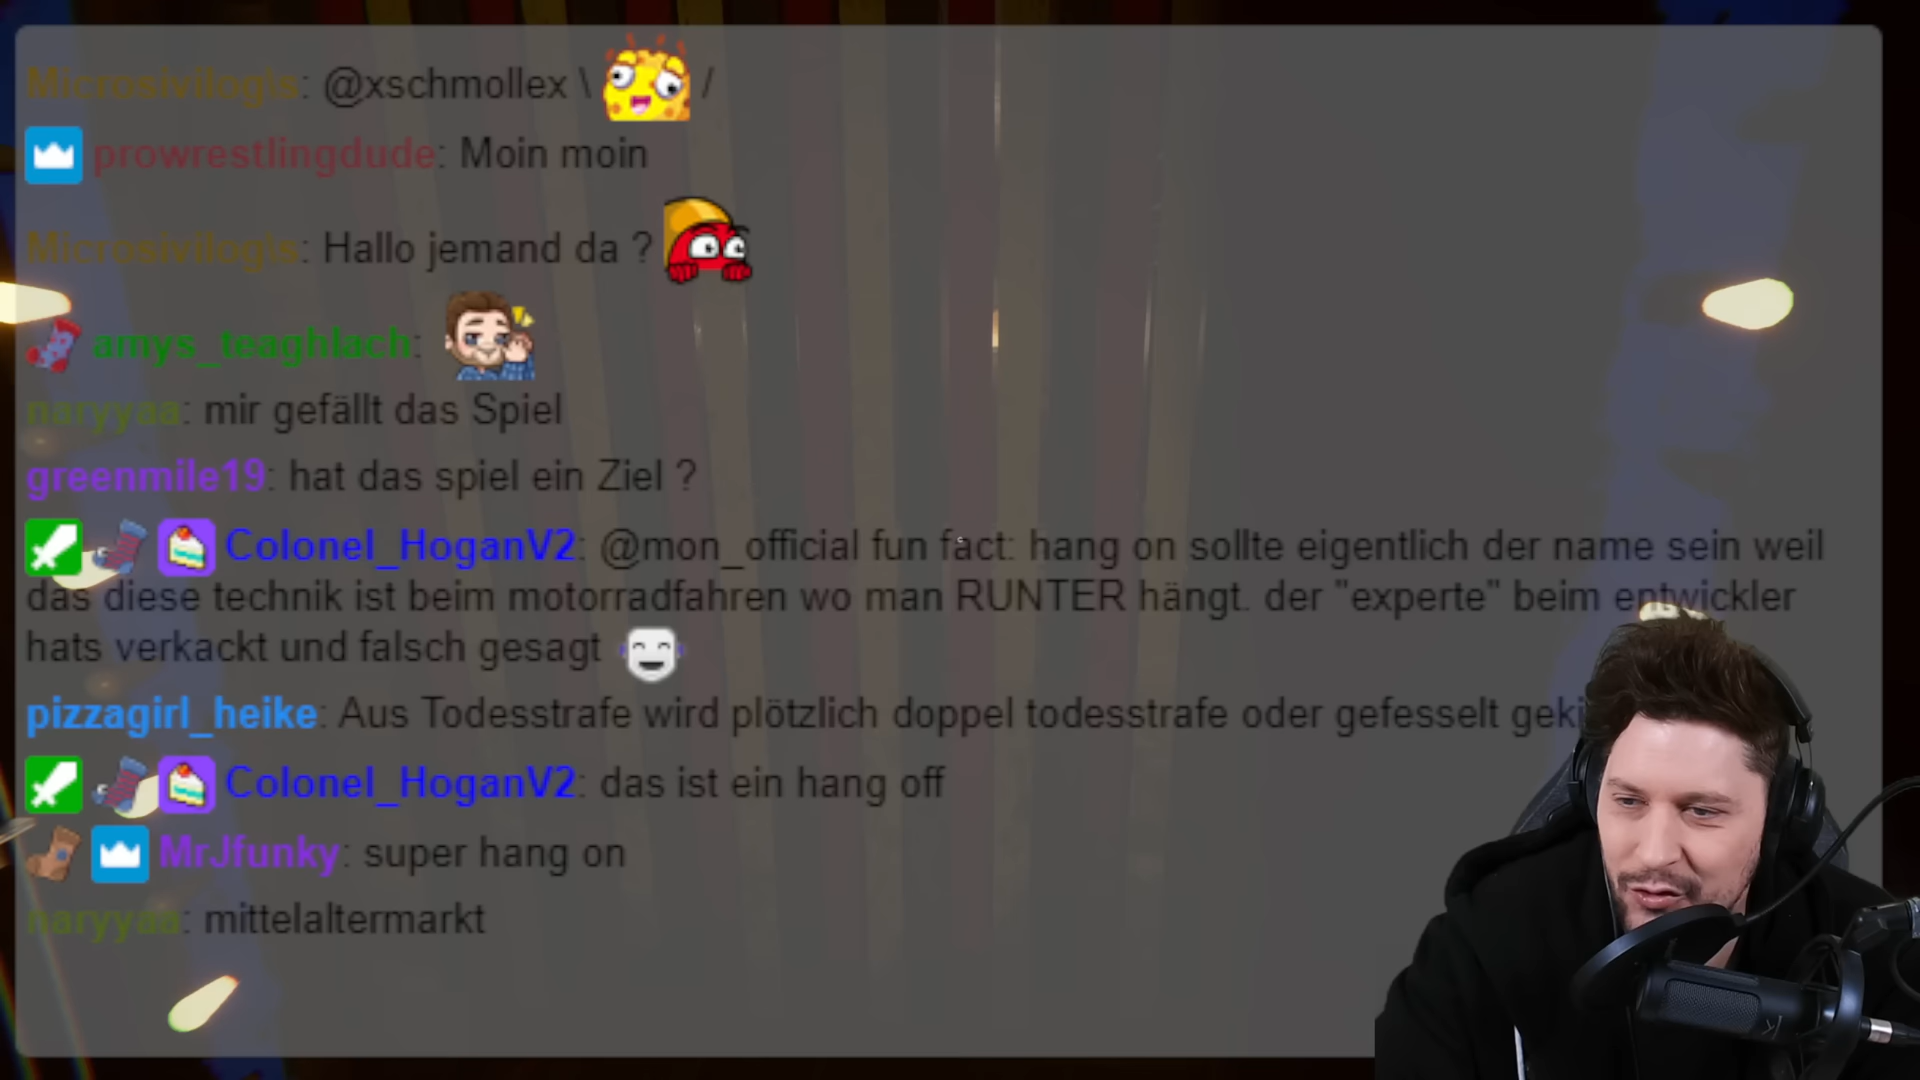 Microsivilog\s: @xschmollex \ /
prowrestlingdude: Moin moin
Microsivilog\s: Hallo jemand da ?
amys_teaghlach:
naryyaa: mir gefällt das Spiel
greenmile19: hat das spiel ein Ziel ?
Colonel_HoganV2: @mon_official fun fact: hang on sollte eigentlich der name sein weil
das diese technik ist beim motorradfahren wo man RUNTER hängt. der "experte" beim entwickler
hats verkackt und falsch gesagt
pizzagirl_heike: Aus Todesstrafe wird plötzlich doppel todesstrafe oder gefesselt
Colonel_HoganV2: das ist ein hang off
MrJfunky: super hang on
naryyaa: mittelaltermarkt